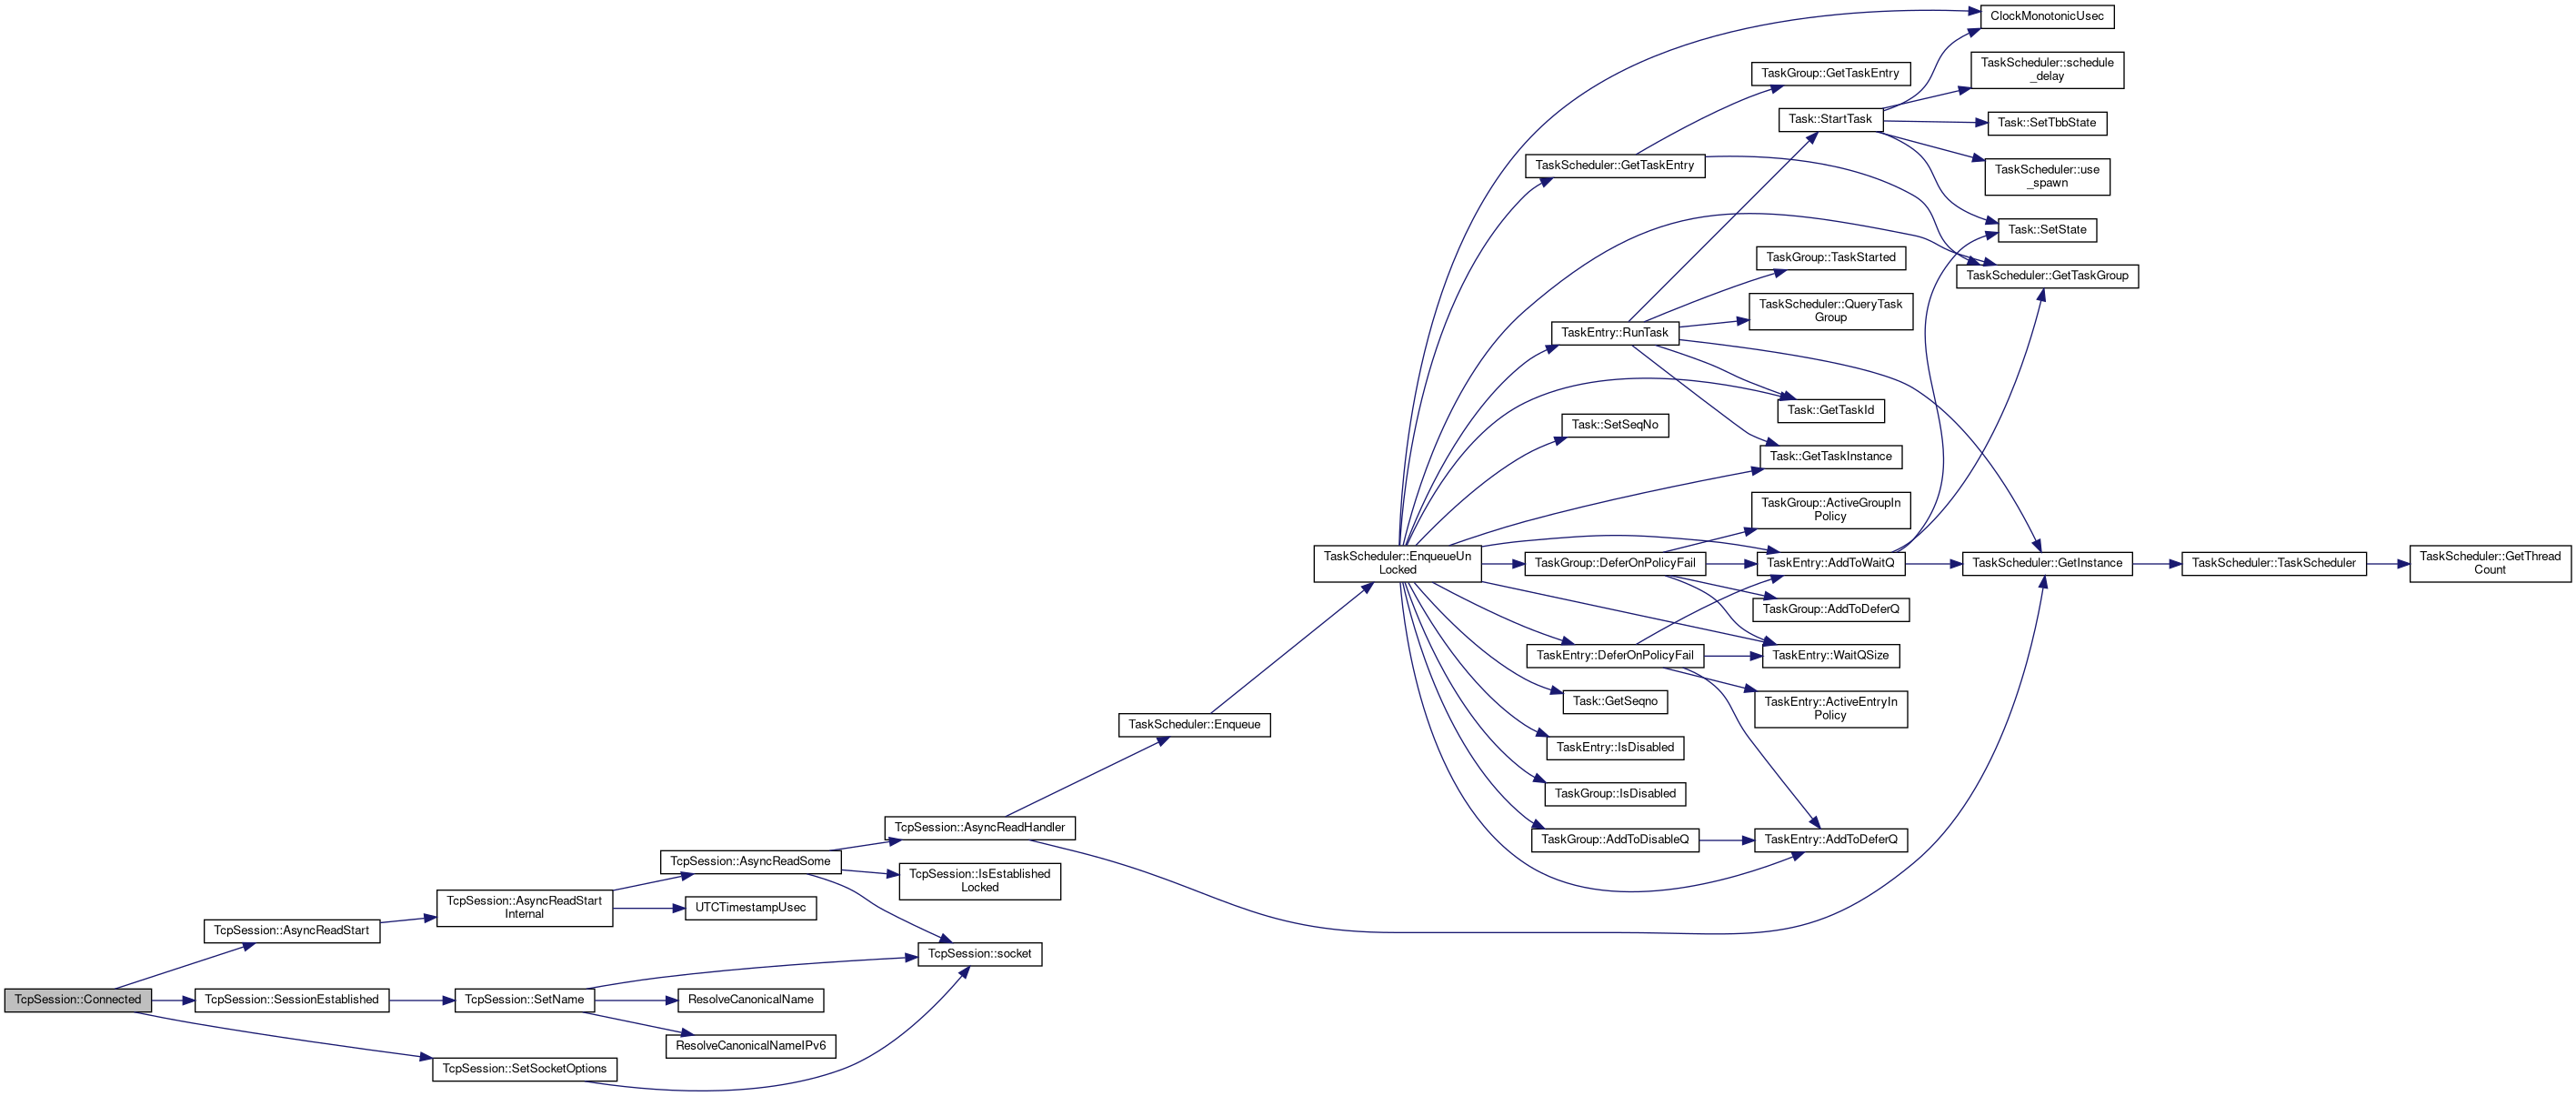 TcpSession::Connected
TcpSession::AsyncReadStart
TcpSession::SessionEstablished
TcpSession::SetSocketOptions
TcpSession::AsyncReadStart
Internal
TcpSession::SetName
TcpSession::AsyncReadSome
UTCTimestampUsec
ResolveCanonicalName
ResolveCanonicalNameIPv6
TcpSession::AsyncReadHandler
TcpSession::IsEstablished
Locked
TcpSession::socket
TaskScheduler::Enqueue
TaskScheduler::EnqueueUn
Locked
TaskScheduler::GetTaskEntry
TaskEntry::RunTask
Task::SetSeqNo
TaskGroup::DeferOnPolicyFail
TaskEntry::DeferOnPolicyFail
Task::GetSeqno
TaskEntry::IsDisabled
TaskGroup::IsDisabled
TaskGroup::AddToDisableQ
TaskGroup::GetTaskEntry
Task::StartTask
TaskGroup::TaskStarted
TaskScheduler::QueryTask
Group
Task::GetTaskId
Task::GetTaskInstance
TaskGroup::ActiveGroupIn
Policy
TaskEntry::AddToWaitQ
TaskGroup::AddToDeferQ
TaskEntry::WaitQSize
TaskEntry::ActiveEntryIn
Policy
TaskEntry::AddToDeferQ
ClockMonotonicUsec
TaskScheduler::schedule
_delay
Task::SetTbbState
TaskScheduler::use
_spawn
Task::SetState
TaskScheduler::GetTaskGroup
TaskScheduler::GetInstance
TaskScheduler::TaskScheduler
TaskScheduler::GetThread
Count